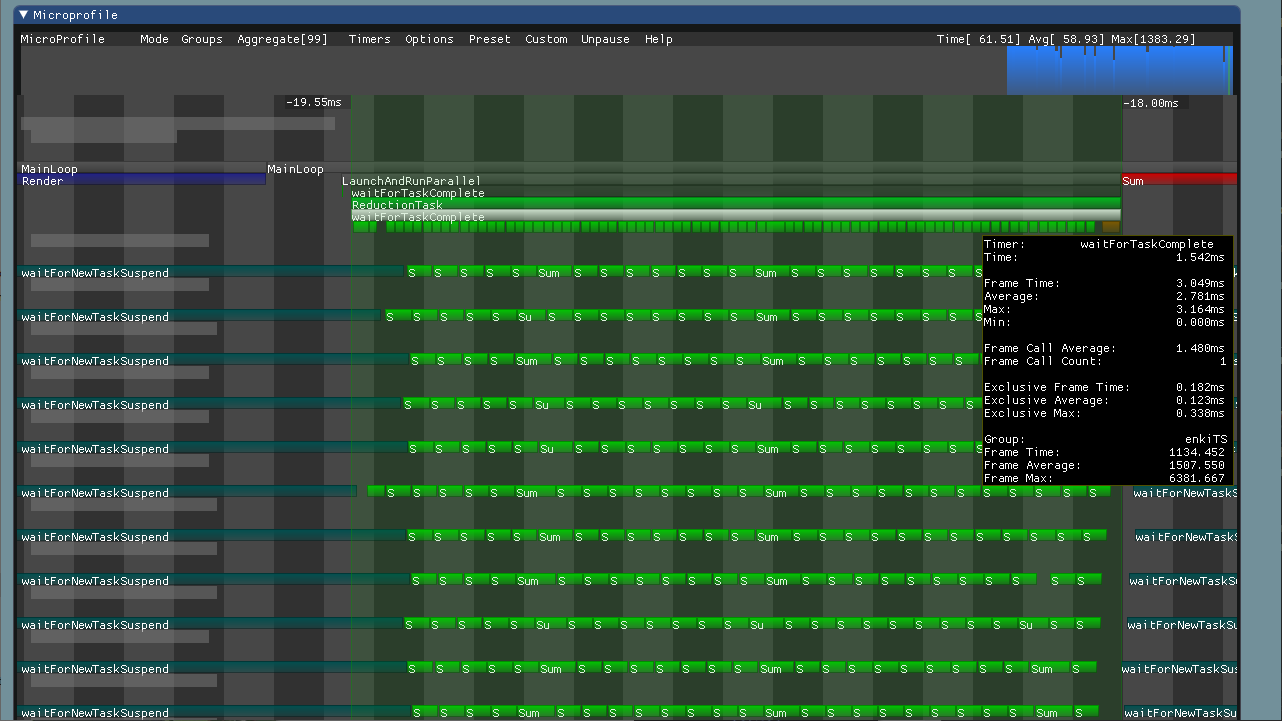 Microprofile
MicroProfile Mode Groups Aggregate[99] Timers Options Preset Custom Unpause Help Time[ 61.51] Avg[ 58.93] Max[1383.29]
-19.55ms -18.00ms
MainLoop MainLoop
Render LaunchAndRunParallel Sum
waitForTaskComplete
ReductionTask
waitForTaskComplete
Timer: waitForTaskComplete
Time: 1.542ms
Frame Time: 3.049ms
Average: 2.781ms
Max: 3.164ms
Min: 0.000ms
Frame Call Average: 1.480ms
Frame Call Count: 1
Exclusive Frame Time: 0.182ms
Exclusive Average: 0.123ms
Exclusive Max: 0.338ms
Group: enkiTS
Frame Time: 1134.452
Frame Average: 1507.550
Frame Max: 6381.667
waitForNewTaskSuspend S S S S S Sum S S S S S S S Sum S S S S S S S S
waitForNewTaskSuspend S S S S S Su S S S S S S S Sum S S S S S S S S
waitForNewTaskSuspend S S S S Sum S S S S S S S Sum S S S S S S S
waitForNewTaskSuspend S S S S S Su S S S S S S S Su S S S S S S S S
waitForNewTaskSuspend S S S S S Su S S S S S S S Sum S S S S S S S
waitForNewTaskSuspend S S S S S Sum S S S S S S S Sum S S S S S S S S S S S S waitForNewTaskS
waitForNewTaskSuspend S S S S S Sum S S S S S S S Sum S S S S S S S S S S S S waitForNewTask
waitForNewTaskSuspend S S S S Sum S S S S S S S Sum S S S S S S S S S S S waitForNewTaskS
waitForNewTaskSuspend S S S S S Su S S S S S S S Su S S S S S S S S Su S S waitForNewTaskS
waitForNewTaskSuspend S S S S S Sum S S S S S S S Sum S S S S S S S S Sum S waitForNewTaskSu
waitForNewTaskSuspend S S S S Sum S S S S S S S Sum S S S S S S S S S Sum S waitForNewTaskSu